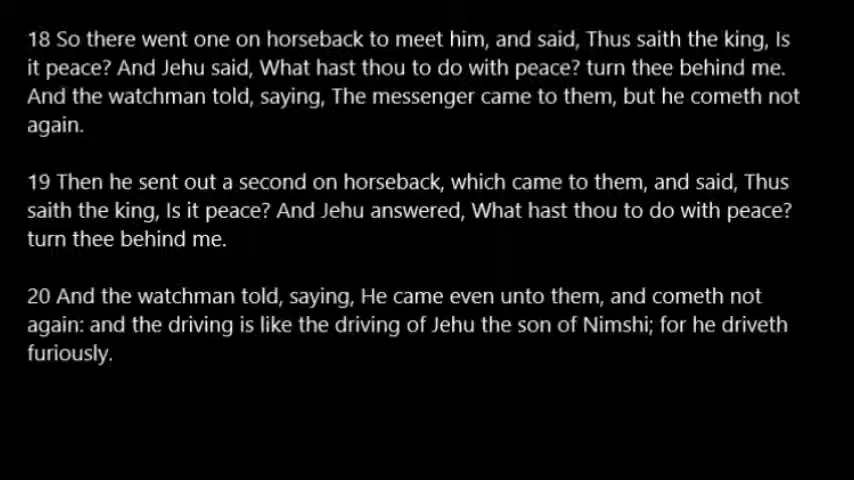 18 So there went one on horseback to meet him, and said, Thus saith the king, Is
it peace? And Jehu said, What hast thou to do with peace? turn thee behind me.
And the watchman told, saying, The messenger came to them, but he cometh not
again.
19 Then he sent out a second on horseback, which came to them, and said, Thus
saith the king, Is it peace? And Jehu answered, What hast thou to do with peace?
turn thee behind me.
20 And the watchman told, saying, He came even unto them, and cometh not
again: and the driving is like the driving of Jehu the son of Nimshi; for he driveth
furiously.